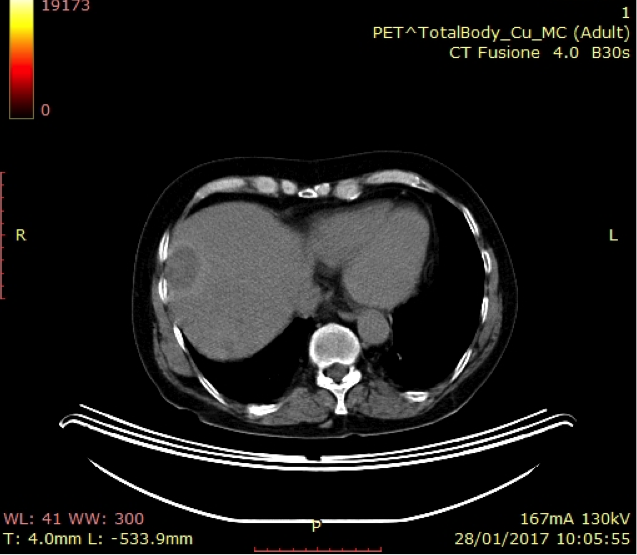 19173
0
1
PET^TotalBody_Cu_MC (Adult)
CT Fusione 4.0 B30s
R
L
WL: 41 WW: 300
T: 4.0mm L: -533.9mm
P
167mA 130kV
28/01/2017 10:05:55